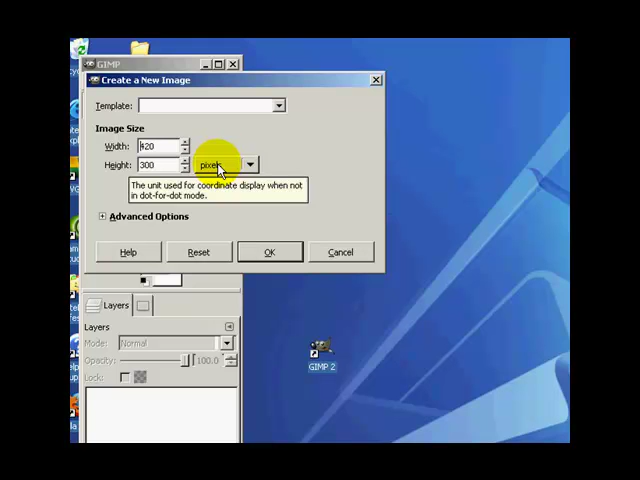 GIMP
Create a New Image
Template:
Image Size
Width: 420
Height: 300
pixels
The unit used for coordinate display when not
in dot-for-dot mode.
Advanced Options
Help Reset OK Cancel
Layers
Layers
Mode: Normal
Opacity: 100.0
Lock:
GIMP 2